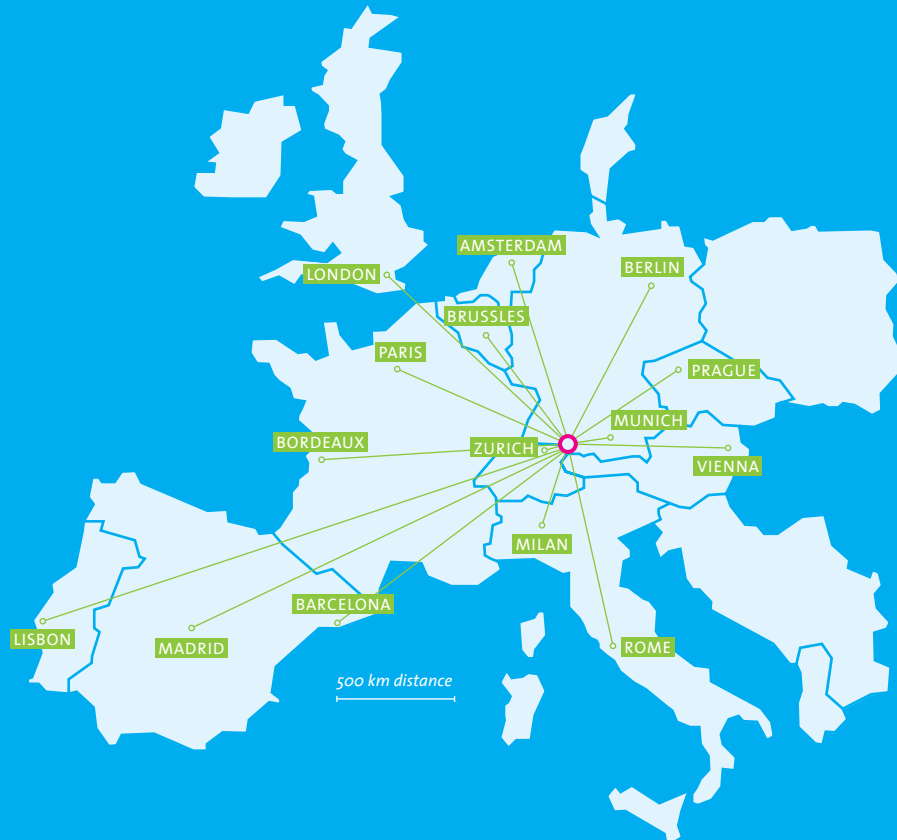 AMSTERDAM
BERLIN
LONDON
BRUSSLES
PARIS
PRAGUE
MUNICH
BORDEAUX
ZURICH
VIENNA
MILAN
BARCELONA
LISBON
MADRID
ROME
500 km distance